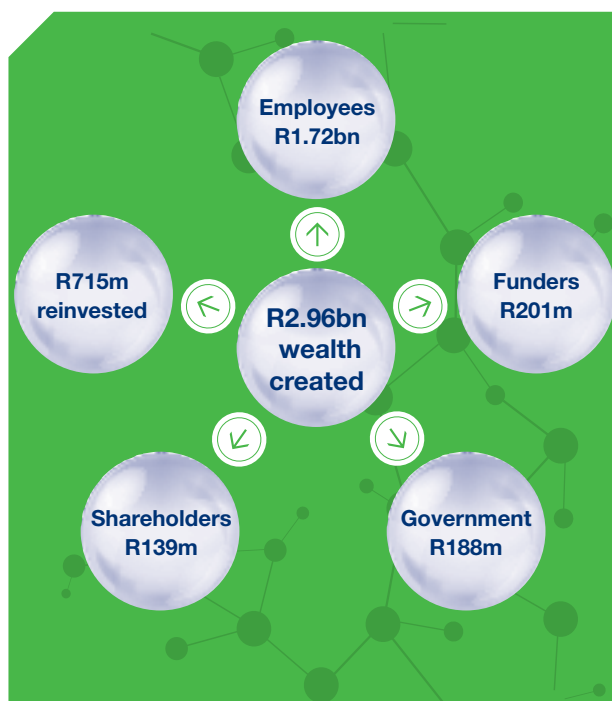 Employees
R1.72bn
R715m
reinvested
Funders
R201m
R2.96bn
wealth
created
Shareholders
R139m
Government
R188m